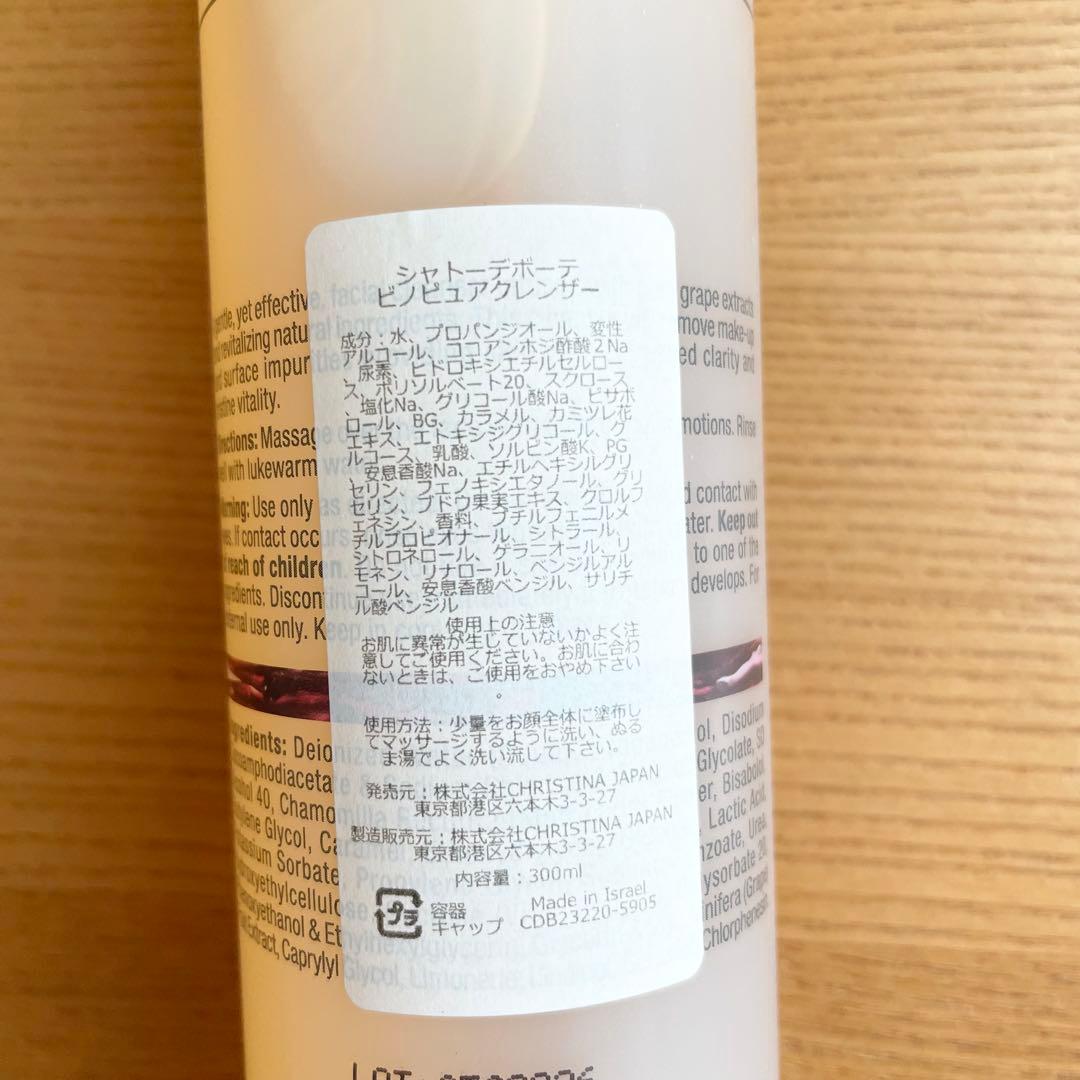 シャトーデボーテ
ビノピュアクレンザー
成分：水、プロパンジオール、変性
アルコール、ココアンホジ酢酸２Na
尿素、ヒドロキシエチルセルロー
ス、ポリソルベート20、スクロース
、塩化Na、グリコール酸Na、ビサボ
ロール、BG、カラメル、カミツレ花
エキス、エトキシジグリコール、グ
ルコース、乳酸、ソルビン酸K、PG
安息香酸Na、エチルヘキシルグリ
セリン、フェノキシエタノール、グリ
セリン、ブドウ果実エキス、クロルフ
ェネシン、香料、ブチルフェニルメ
チルプロピオナール、シトラール、
シトロネロール、ゲラニオール、リ
モネン、リナロール、ベンジルアル
コール、安息香酸ベンジル、サリチ
ル酸ベンジル
使用上の注意
お肌に異常が生じていないかよく注
意してご使用ください。お肌に合わ
ないときは、ご使用をおやめ下さい
。
使用方法：少量をお顔全体に塗布し
てマッサージするように洗い、ぬる
ま湯でよく洗い流して下さい。
発売元：株式会社CHRISTINA JAPAN
東京都港区六本木3-3-27
製造販売元：株式会社CHRISTINA JAPAN
東京都港区六本木3-3-27
内容量：300ml
プラ 容器 Made in Israel
キャップ CDB23220-5905
yet effective, facial grape extracts
revitalizing move make-up
surface clarity and
vitality.
Massage motions. Rinse
with lukewarm
Use only contact with
If contact occurs Keep out
reach of children. to one of the
develops. For
use only.
Disodium
Glycolate, SD
40, Bisabolol,
Glycol, Lactic Acid,
Sorbate, Urea,
20,
& (Grape)
Extract, Caprylyl Glycol, Chlorphenesin,
LOT